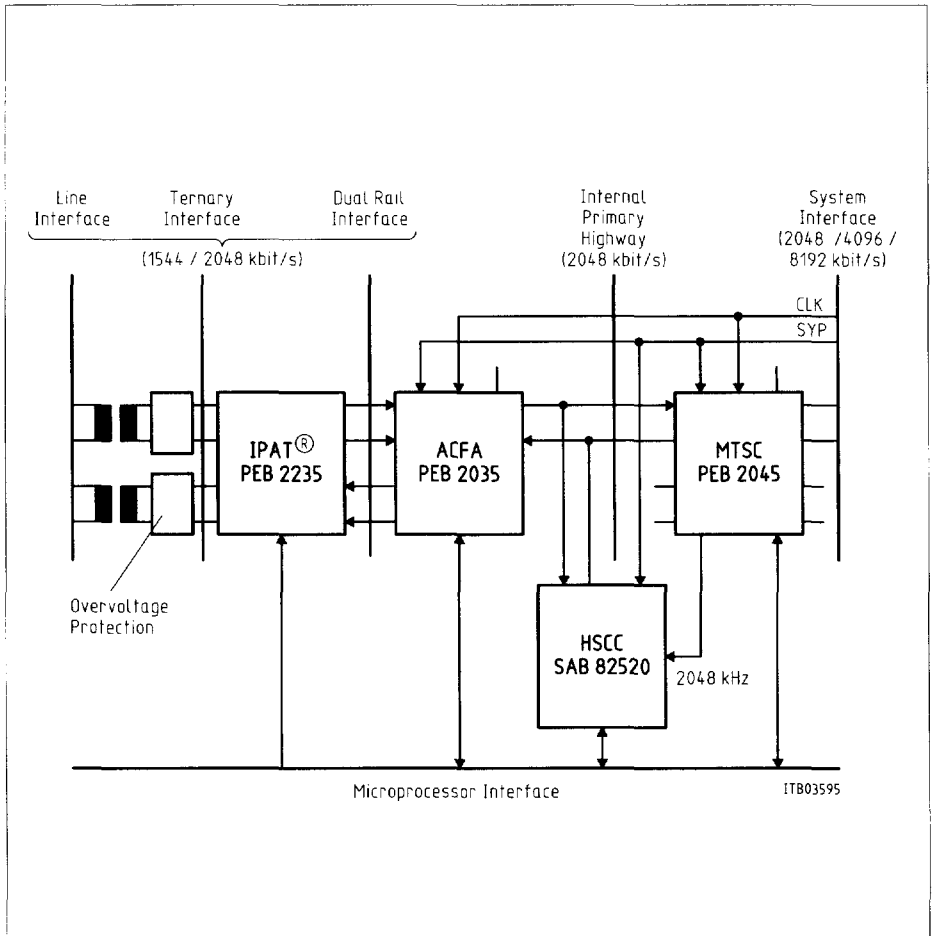 Line
Interface
Ternary
Interface
Dual Rail
Interface
(1544 / 2048 kbit/s)
Internal
Primary
Highway
(2048 kbit/s)
System
Interface
(2048 /4096 /
8192 kbit/s)
CLK
SYP
IPAT®
PEB 2235
ACFA
PEB 2035
MTSC
PEB 2045
Overvoltage
Protection
HSCC
SAB 82520
2048 kHz
Microprocessor Interface
ITB03595